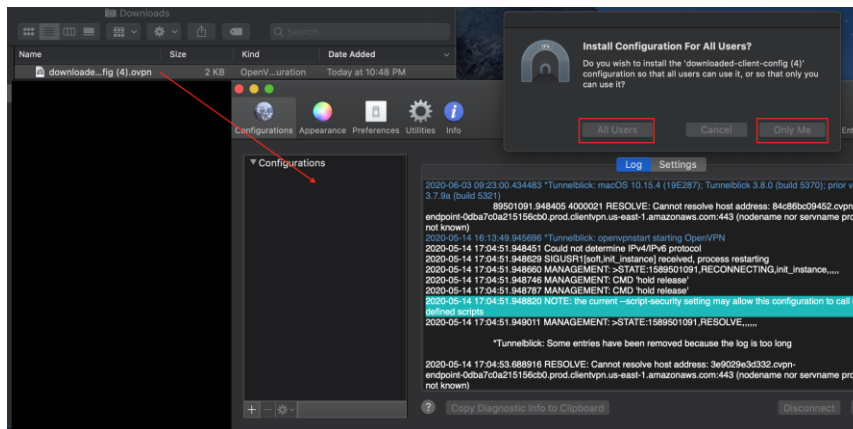 Downloads
Search
Name Size Kind Date Added
downloade...fig (4).ovpn 2 KB OpenV...uration Today at 10:48 PM
VPN
Install Configuration For All Users?
Do you wish to install the 'downloaded-client-config (4)'
configuration so that all users can use it, or so that only you
can use it?
All Users Cancel Only Me
Configurations Appearance Preferences Utilities Info
Configurations
Log Settings
2020-06-03 09:23:00.434483 *Tunnelblick: macOS 10.15.4 (19E287); Tunnelblick 3.8.0 (build 5370); prior v
3.7.9a (build 5321)
89501091.948405 4000021 RESOLVE: Cannot resolve host address: 84c86bc09452.cvpn
endpoint-0dba7c0a215156cb0.prod.clientvpn.us-east-1.amazonaws.com:443 (nodename nor servname pro
not known)
2020-05-14 16:13:49.945696 *Tunnelblick: openvpnstart starting OpenVPN
2020-05-14 17:04:51.948451 Could not determine IPv4/IPv6 protocol
2020-05-14 17:04:51.948629 SIGUSR1[soft,init_instance] received, process restarting
2020-05-14 17:04:51.948660 MANAGEMENT: >STATE:1589501091,RECONNECTING,init_instance,,,,,
2020-05-14 17:04:51.948746 MANAGEMENT: CMD 'hold release'
2020-05-14 17:04:51.948787 MANAGEMENT: CMD 'hold release'
2020-05-14 17:04:51.948820 NOTE: the current --script-security setting may allow this configuration to call
defined scripts
2020-05-14 17:04:51.949011 MANAGEMENT: >STATE:1589501091,RESOLVE,,,,,,
*Tunnelblick: Some entries have been removed because the log is too long
2020-05-14 17:04:53.688916 RESOLVE: Cannot resolve host address: 3e9029e3d332.cvpn-
endpoint-0dba7c0a215156cb0.prod.clientvpn.us-east-1.amazonaws.com:443 (nodename nor servname pro
not known)
? Copy Diagnostic Info to Clipboard Disconnect